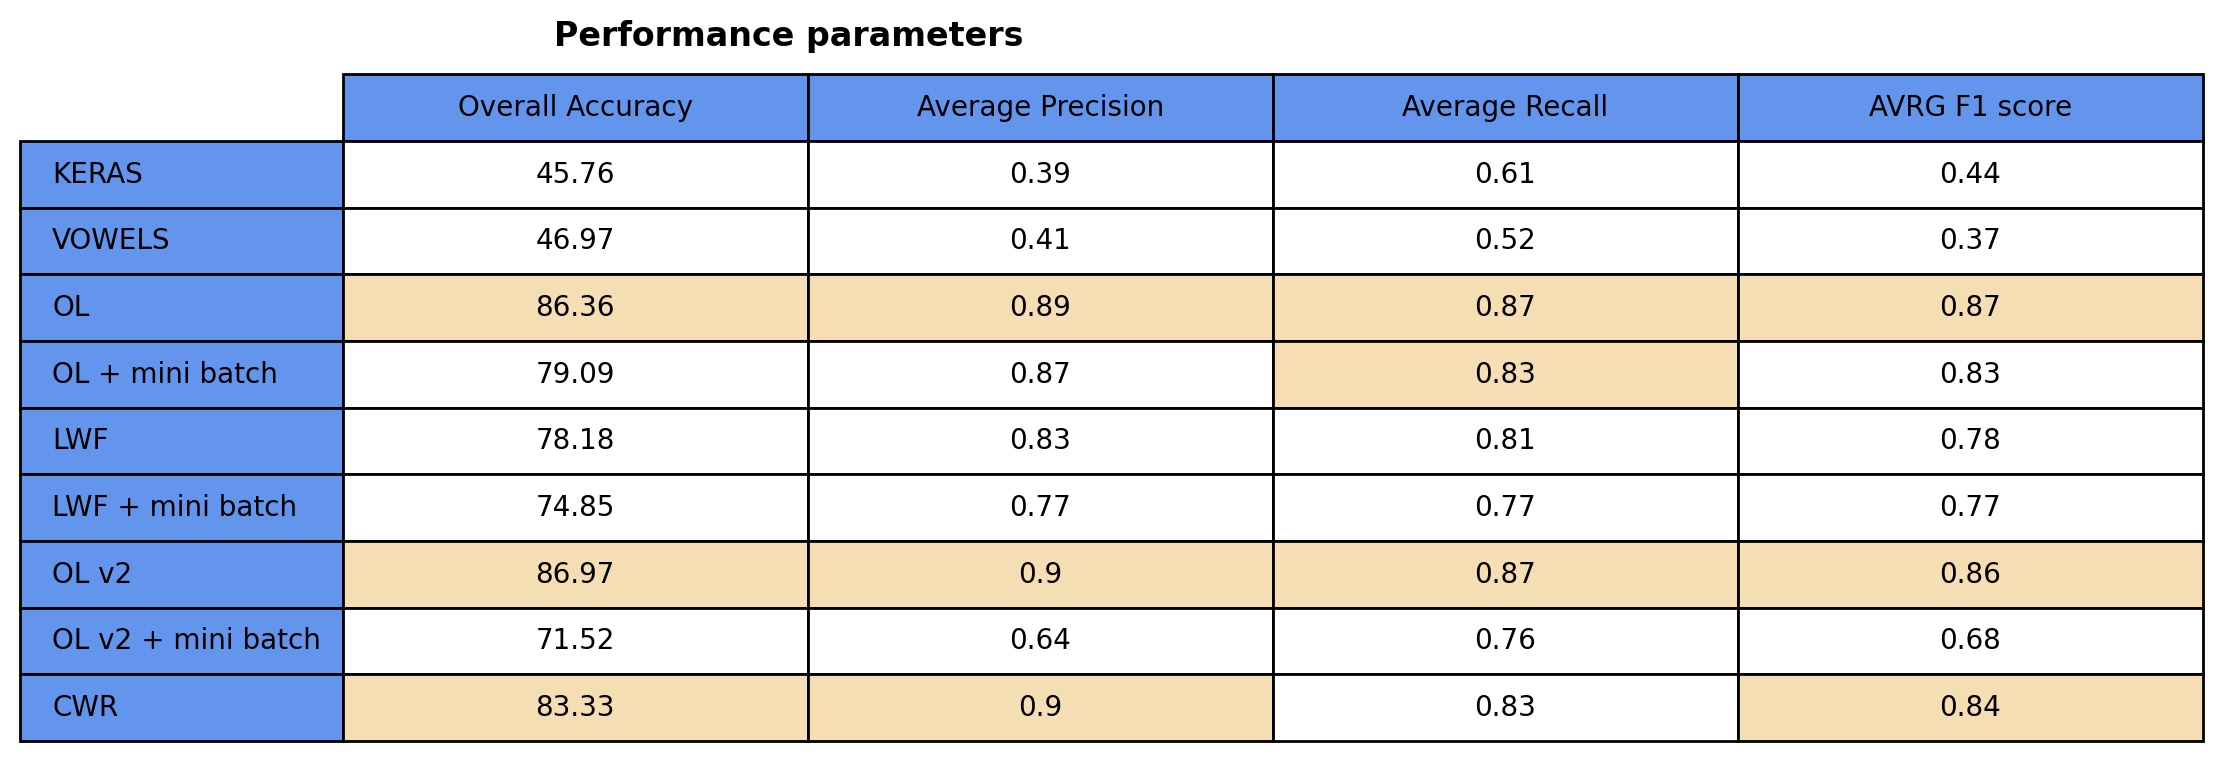 Performance parameters
Overall Accuracy Average Precision Average Recall AVRG F1 score
KERAS 45.76 0.39 0.61 0.44
VOWELS 46.97 0.41 0.52 0.37
OL 86.36 0.89 0.87 0.87
OL + mini batch 79.09 0.87 0.83 0.83
LWF 78.18 0.83 0.81 0.78
LWF + mini batch 74.85 0.77 0.77 0.77
OL v2 86.97 0.9 0.87 0.86
OL v2 + mini batch 71.52 0.64 0.76 0.68
CWR 83.33 0.9 0.83 0.84